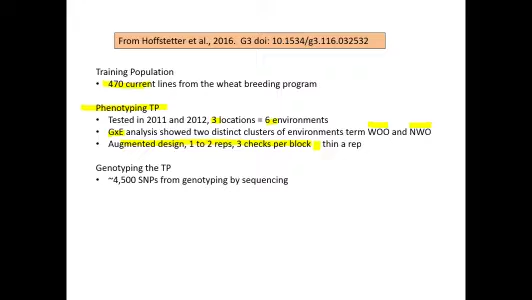 From Hoffstetter et al., 2016. G3 doi: 10.1534/g3.116.032532
Training Population
• 470 current lines from the wheat breeding program
Phenotyping TP
• Tested in 2011 and 2012, 3 locations = 6 environments
• GxE analysis showed two distinct clusters of environments term WOO and NWO
• Augmented design, 1 to 2 reps, 3 checks per block thin a rep
Genotyping the TP
• ~4,500 SNPs from genotyping by sequencing